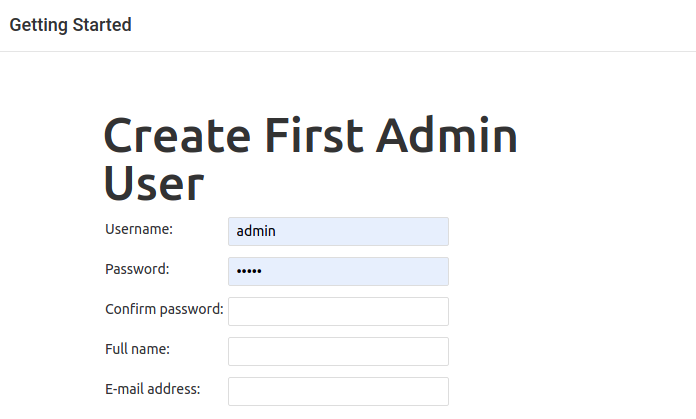 Getting Started
Create First Admin
User
Username:
admin
Password:
•••••
Confirm password:
Full name:
E-mail address: